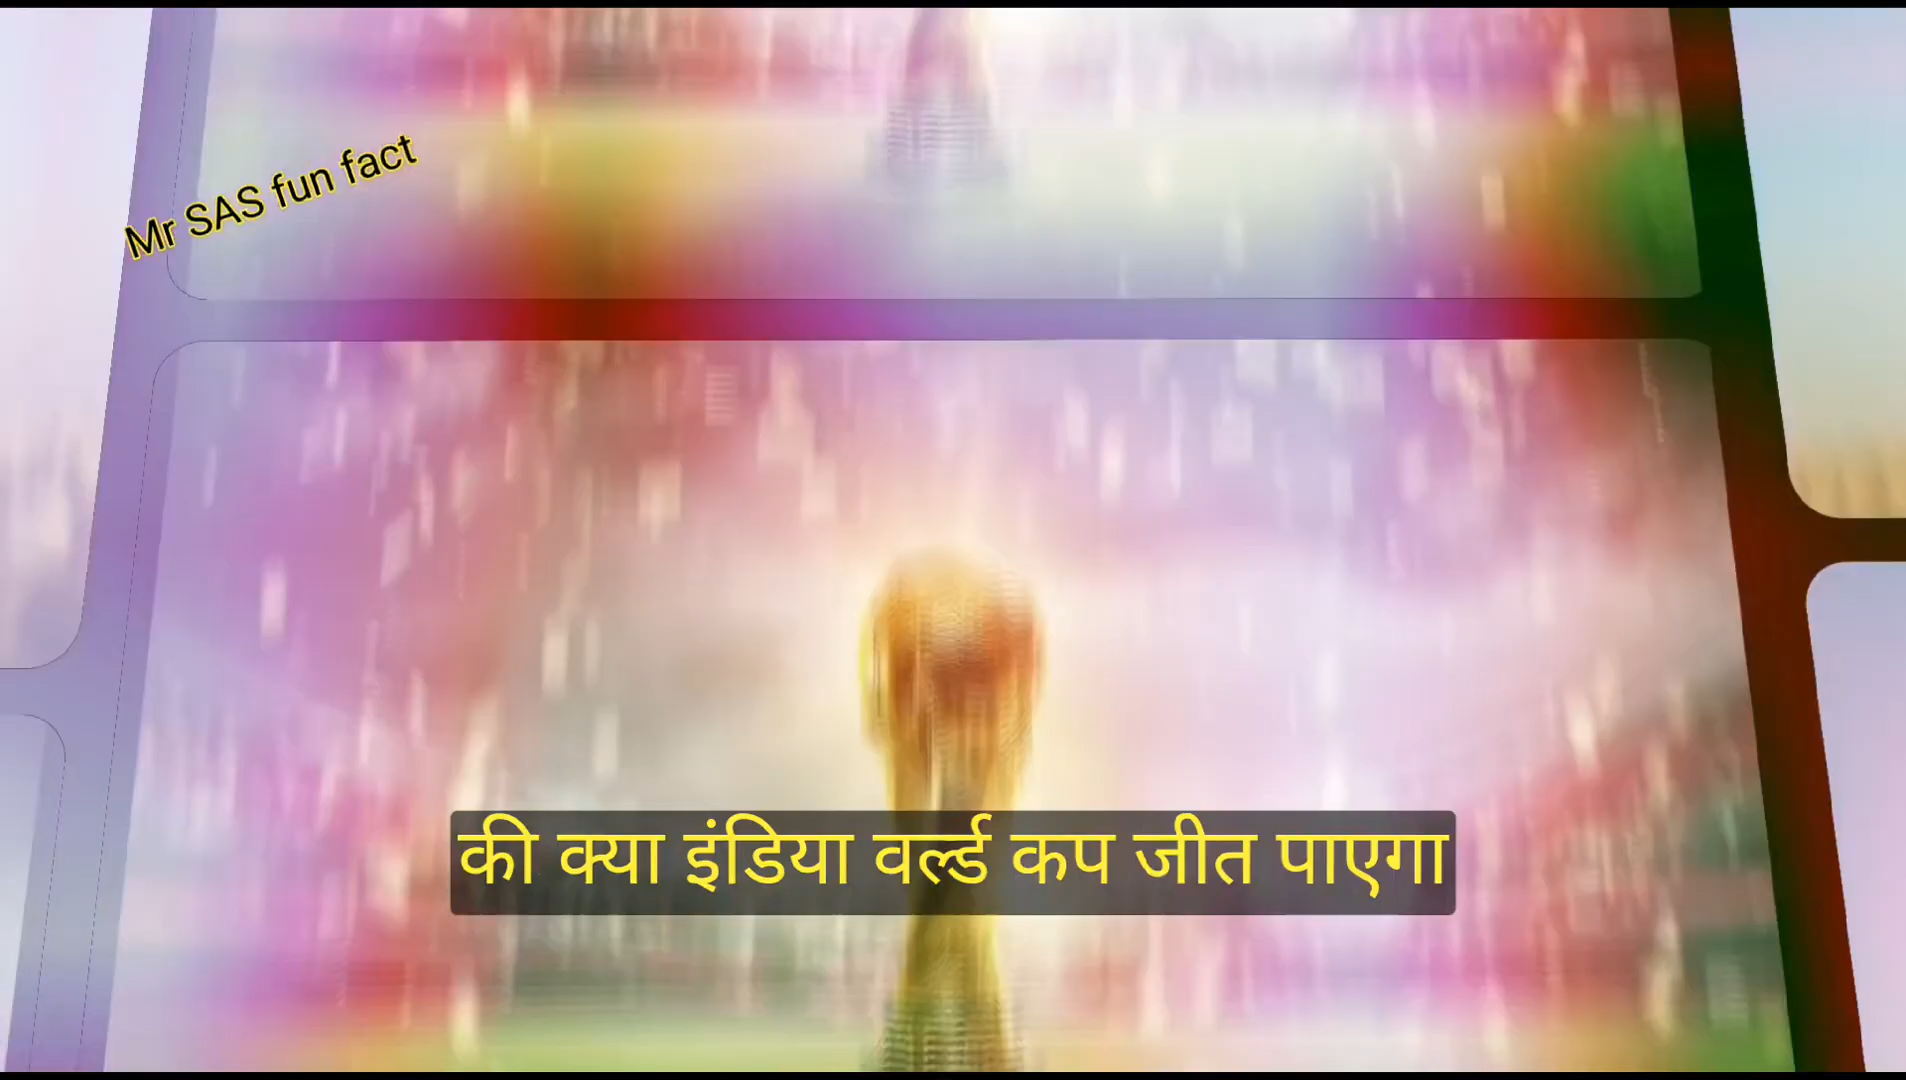 Mr SAS fun fact
की क्या इंडिया वर्ल्ड कप जीत पाएगा